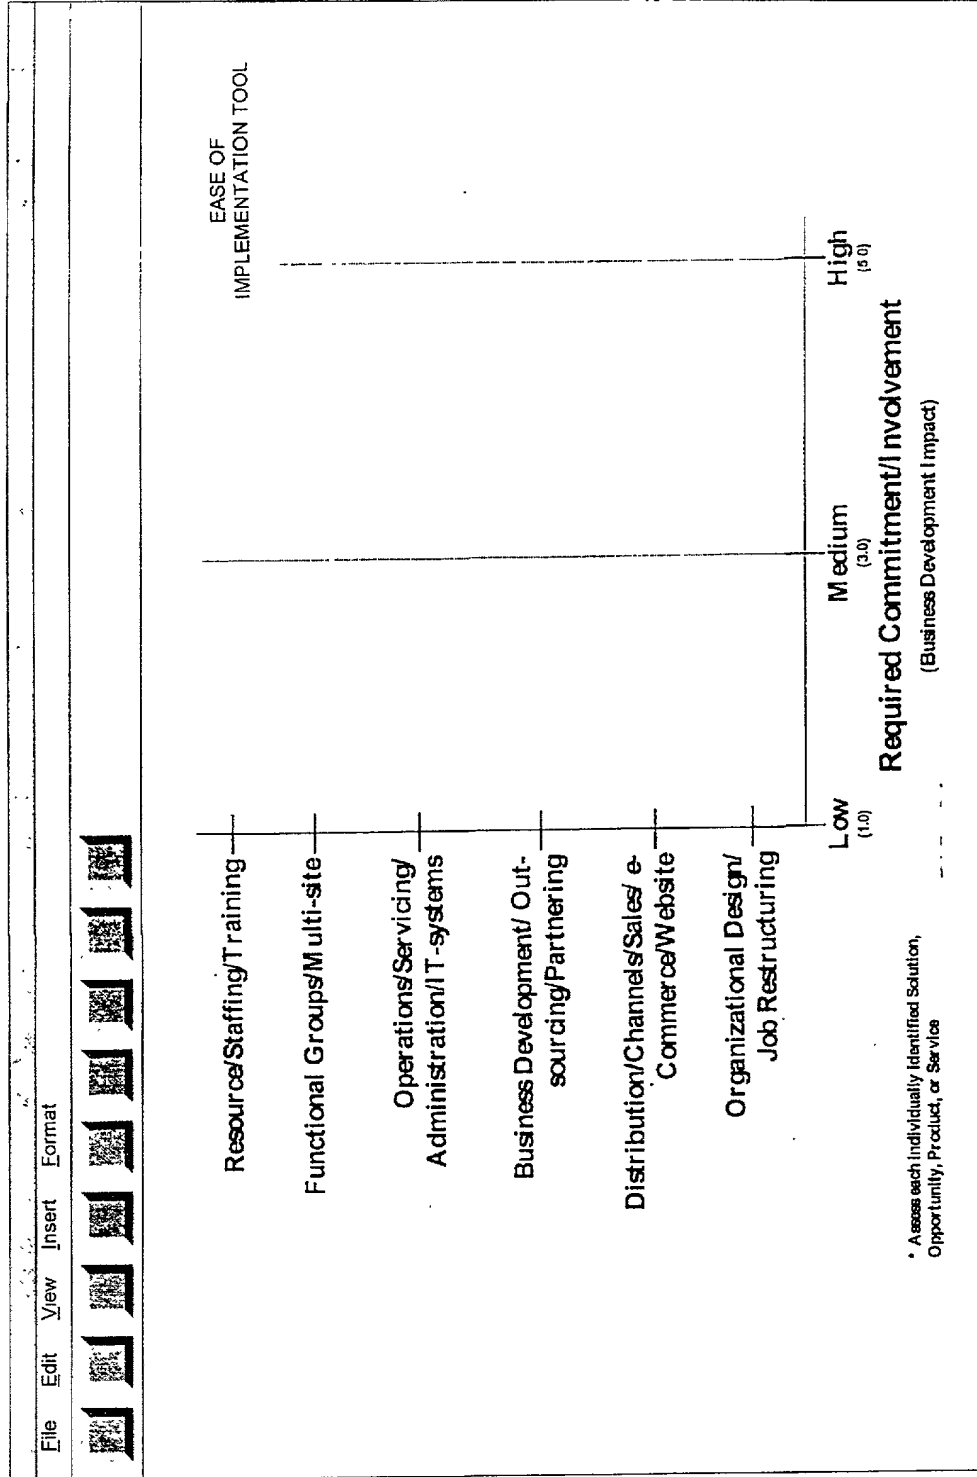 File Edit View Insert Format
EASE OF
IMPLEMENTATION TOOL
Resource/Staffing/Training
Functional Groups/Multi-site
Operations/Servicing/
Administration/IT-systems
Business Development/ Out-
sourcing/Partnering
Distribution/Channels/Sales/ e-
Commerce/Website
Organizational Design/
Job Restructuring
Low Medium High
(1.0) (3.0) (5.0)
Required Commitment/Involvement
(Business Development Impact)
* Assess each Individually Identified Solution,
Opportunity, Product, or Service